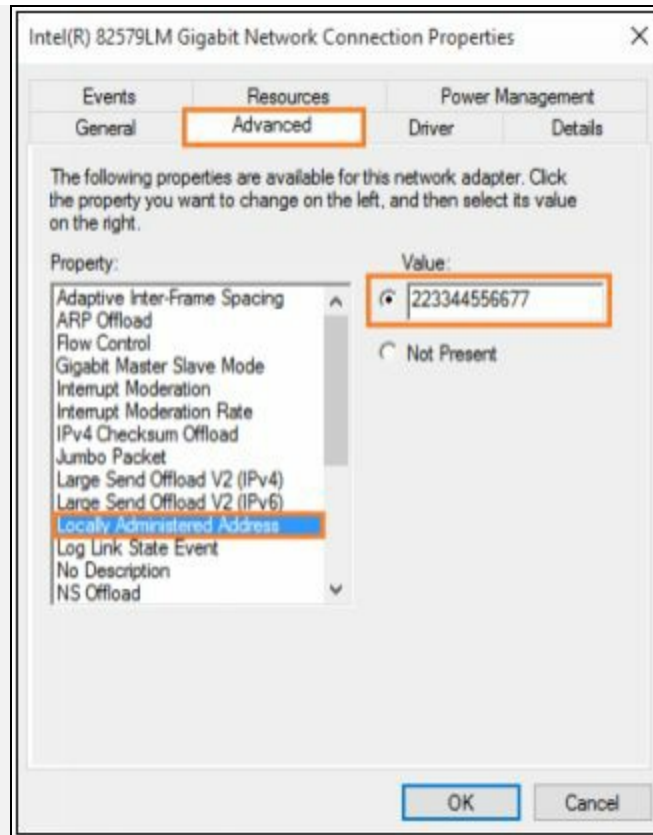 Intel(R) 82579LM Gigabit Network Connection Properties
Events Resources Power Management
General Advanced Driver Details
The following properties are available for this network adapter. Click
the property you want to change on the left, and then select its value
on the right.
Property:
Value:
Adaptive Inter-Frame Spacing
ARP Offload
Flow Control
Gigabit Master Slave Mode
Interrupt Moderation
Interrupt Moderation Rate
IPv4 Checksum Offload
Jumbo Packet
Large Send Offload V2 (IPv4)
Large Send Offload V2 (IPv6)
Locally Administered Address
Log Link State Event
No Description
NS Offload
223344556677
Not Present
OK Cancel